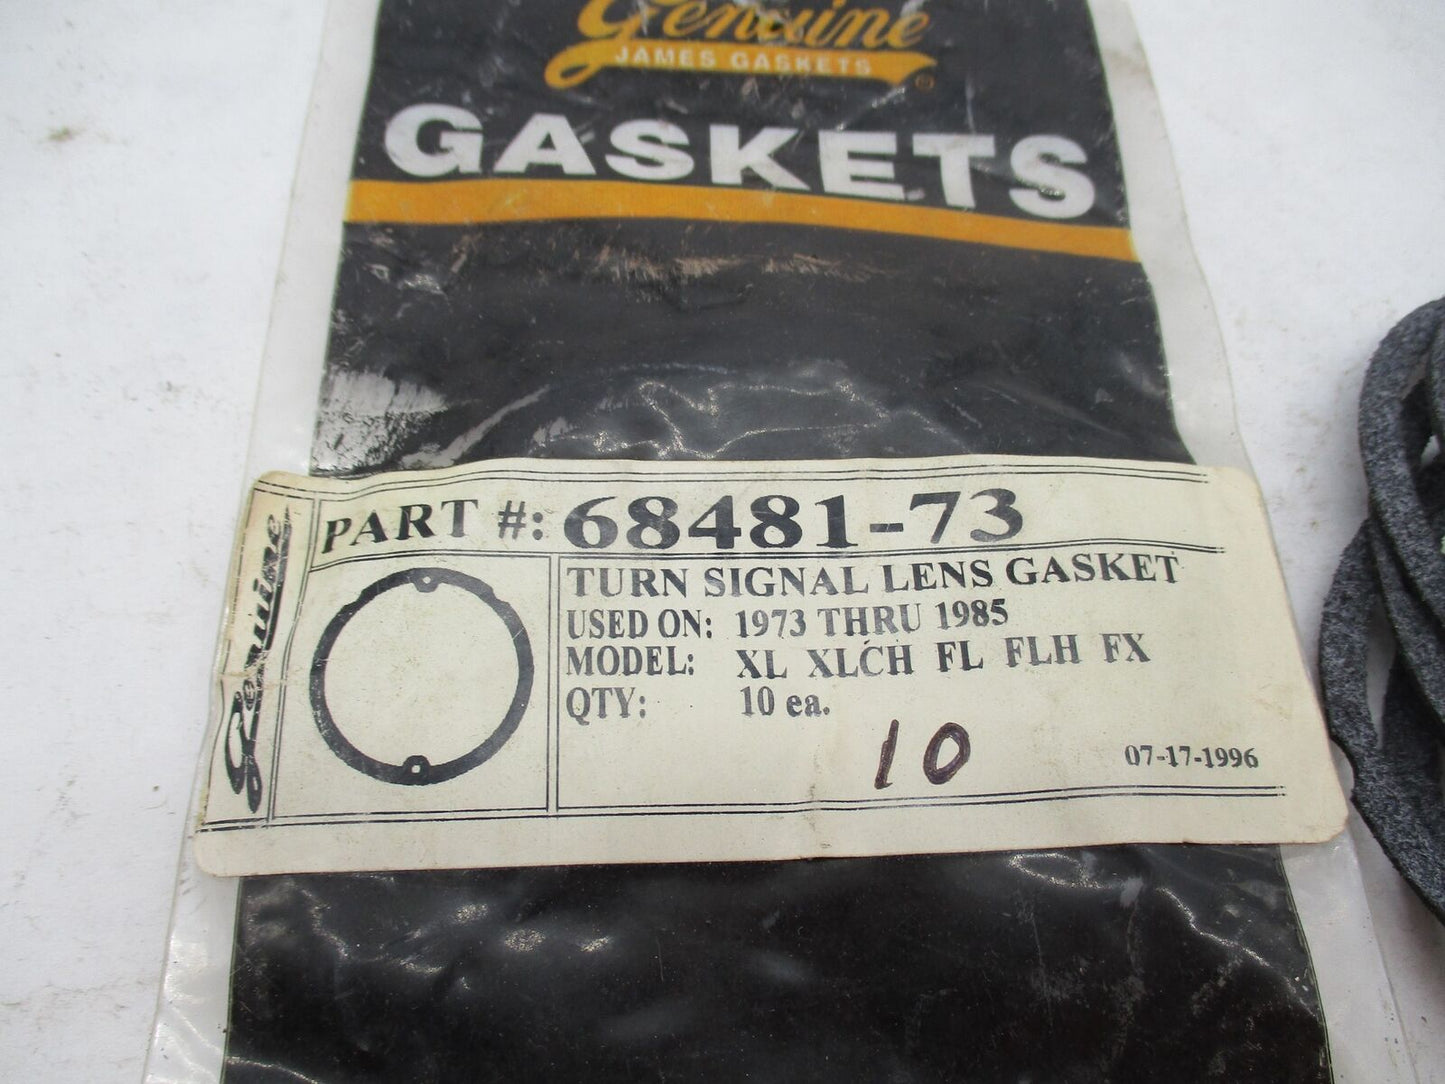 Genuine
JAMES GASKETS
GASKETS
Genuine
PART #: 68481-73
TURN SIGNAL LENS GASKET
USED ON: 1973 THRU 1985
MODEL: XL XLCH FL FLH FX
QTY: 10 ea.
10
07-17-1996